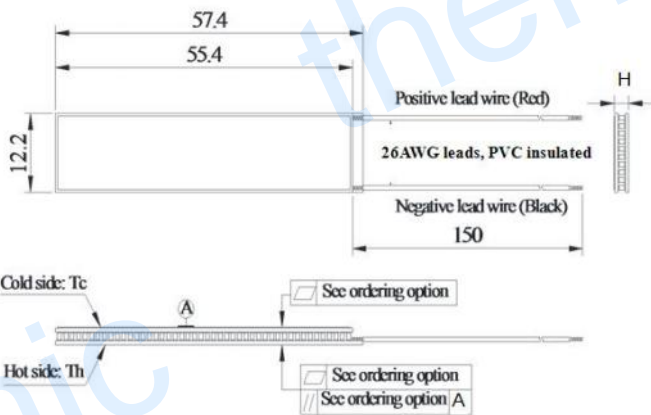 57.4
55.4
12.2
Positive lead wire (Red)
H
26AWG leads, PVC insulated
Negative lead wire (Black)
150
Cold side: Tc
A
See ordering option
Hot side: Th
See ordering option
See ordering option A